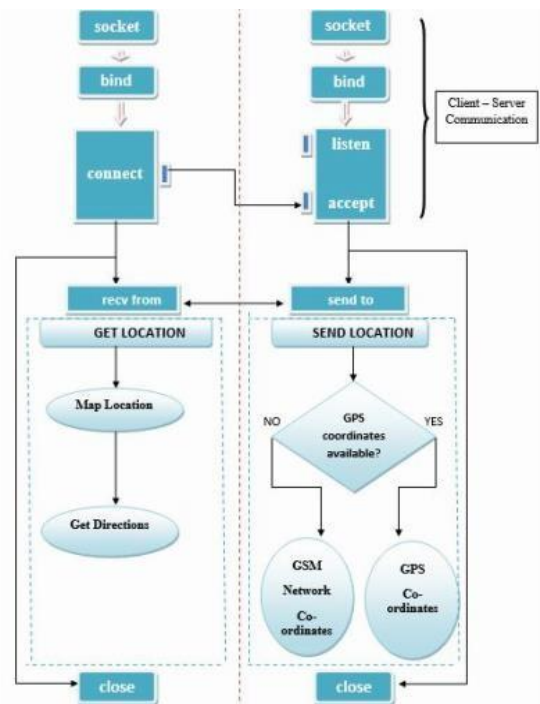 socket
bind
connect
socket
bind
listen
accept
Client – Server
Communication
recv from
send to
GET LOCATION
Map Location
Get Directions
SEND LOCATION
NO
GPS
coordinates
available?
YES
GSM
Network
Co-
ordinates
GPS
Co-
ordinates
close
close